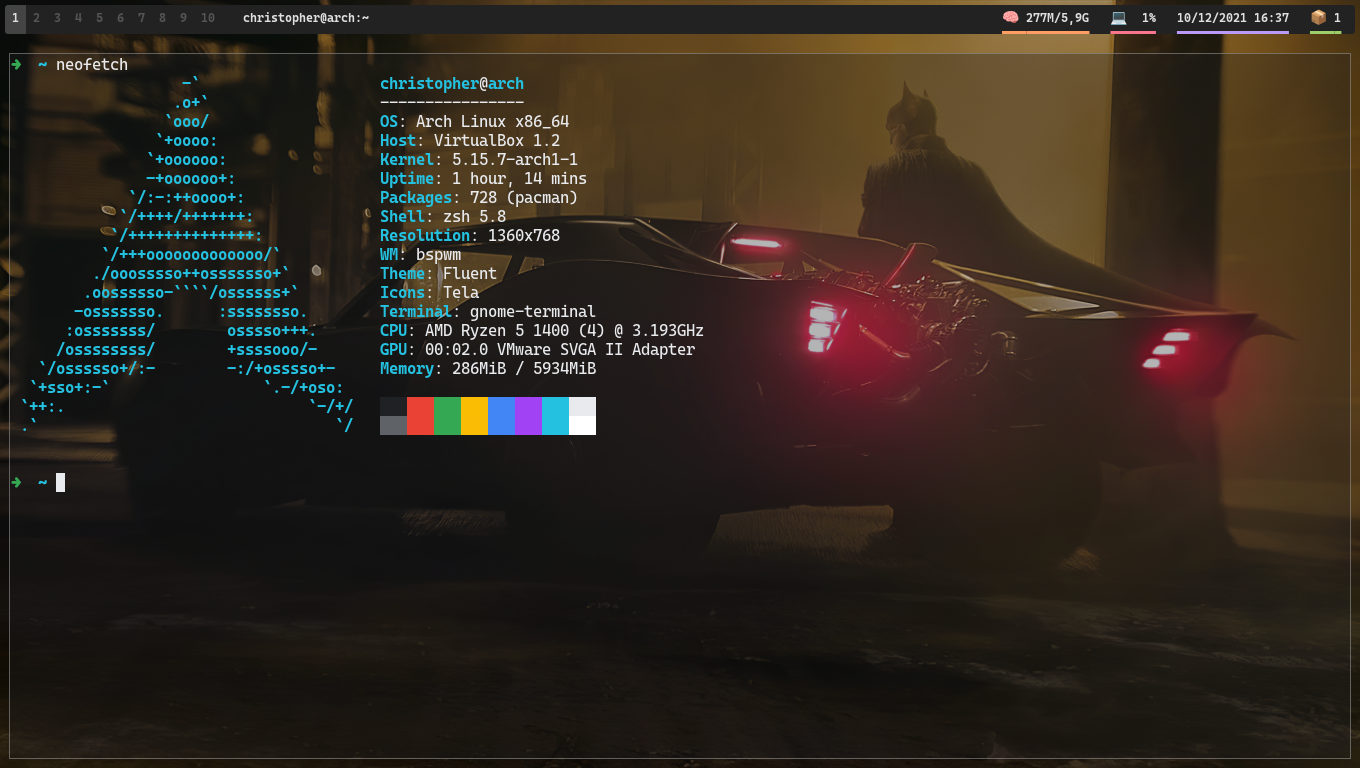 1 2 3 4 5 6 7 8 9 10 christopher@arch:~ 🧠 277M/5,9G 💻 1% 10/12/2021 16:37 📦 1
➜ ~ neofetch
-` christopher@arch
.o+` ----------------
`ooo/ OS: Arch Linux x86_64
`+oooo: Host: VirtualBox 1.2
`+oooooo: Kernel: 5.15.7-arch1-1
-+oooooo+: Uptime: 1 hour, 14 mins
`/:-:++oooo+: Packages: 728 (pacman)
`/++++/+++++++: Shell: zsh 5.8
`/++++++++++++++: Resolution: 1360x768
`/+++ooooooooooooo/` WM: bspwm
./ooosssso++osssssso+` Theme: Fluent
.oossssso-````/ossssss+` Icons: Tela
-osssssso. :ssssssso. Terminal: gnome-terminal
:osssssss/ osssso+++. CPU: AMD Ryzen 5 1400 (4) @ 3.193GHz
/ossssssss/ +ssssooo/- GPU: 00:02.0 VMware SVGA II Adapter
`/ossssso+/:- -:/+osssso+- Memory: 286MiB / 5934MiB
`+sso+:-` `.-/+oso:
`++:. `-/+/
.` `/
➜ ~